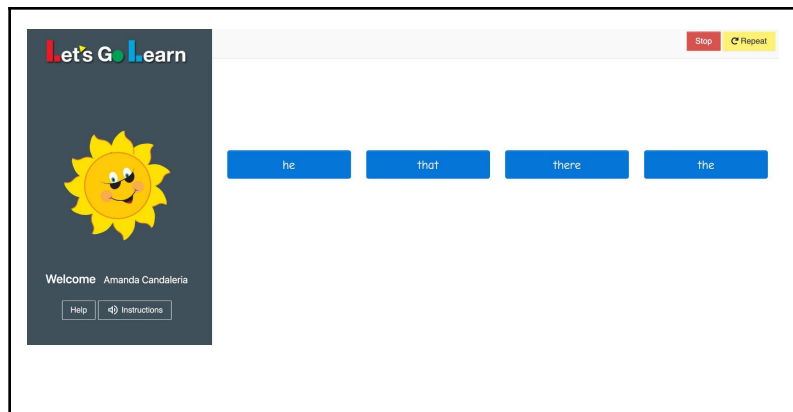 Let's Go Learn
Stop Repeat
he that there the
Welcome Amanda Candaleria
Help Instructions